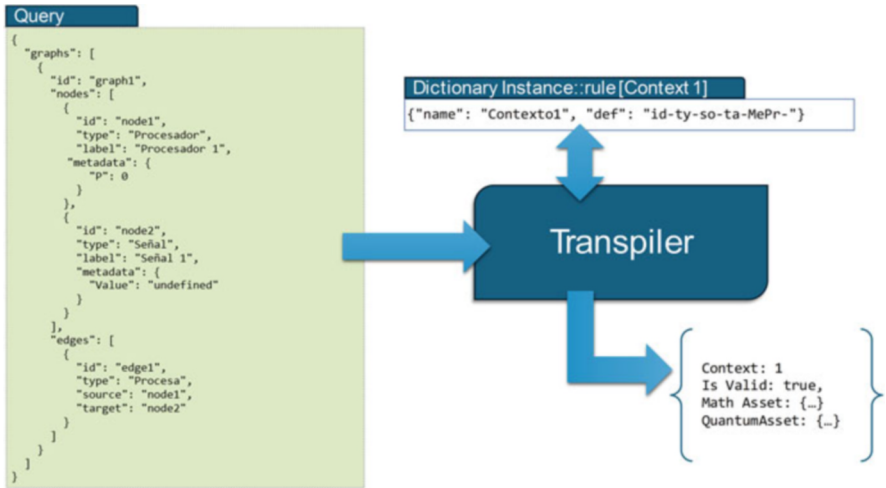 Query
{
"graphs": [
{
"id": "graph1",
"nodes": [
{
"id": "node1",
"type": "Procesador",
"label": "Procesador 1",
"metadata": {
"P": 0
}
},
{
"id": "node2",
"type": "Señal",
"label": "Señal 1",
"metadata": {
"Value": "undefined"
}
}
],
"edges": [
{
"id": "edge1",
"type": "Procesa",
"source": "node1",
"target": "node2"
}
]
}
]
}
Dictionary Instance::rule[Context 1]
{"name": "Contexto1", "def": "id-ty-so-ta-MePr-"}
Transpiler
Context: 1
Is Valid: true,
Math Asset: {…}
QuantumAsset: {…}